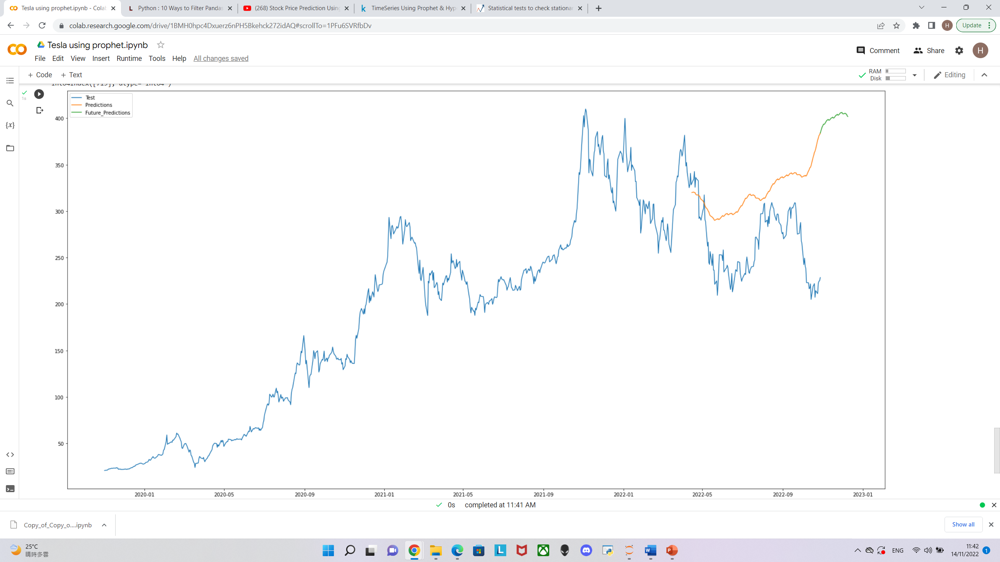 Tesla using prophet.ipynb - Colab
Python : 10 Ways to Filter Pandas
(268) Stock Price Prediction Using
TimeSeries Using Prophet & Hyp
Statistical tests to check stationar
colab.research.google.com/drive/1BMH0hpc4Dxuerz6nPH5Bkehck272idAQ#scrollTo=1PFu6SVRfbDv
H
Update
Tesla using prophet.ipynb
Comment
Share
H
File Edit View Insert Runtime Tools Help All changes saved
+ Code + Text
RAM
Disk
Editing
1s
{x}
Test
Predictions
Future_Predictions
400
350
300
250
200
150
100
50
2020-01 2020-05 2020-09 2021-01 2021-05 2021-09 2022-01 2022-05 2022-09 2023-01
0s completed at 11:41 AM
Copy_of_Copy_o....ipynb
Show all
25°C
晴時多雲
ENG
11:42
14/11/2022
1